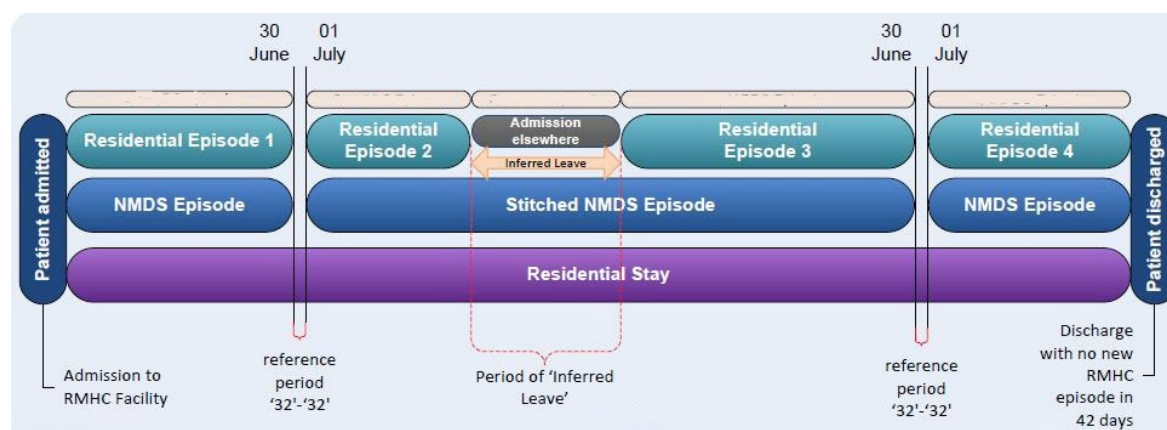 30
June
01
July
30
June
01
July
Patient admitted
Residential Episode 1
Residential
Episode 2
Admission
elsewhere
Inferred Leave
Residential
Episode 3
Residential
Episode 4
Patient discharged
NMDS Episode
Stitched NMDS Episode
NMDS Episode
Residential Stay
Admission to
RMHC Facility
reference
period
‘32'-‘32'
Period of ‘Inferred
Leave’
reference
period
‘32'-‘32'
Discharge
with no new
RMHC
episode in
42 days